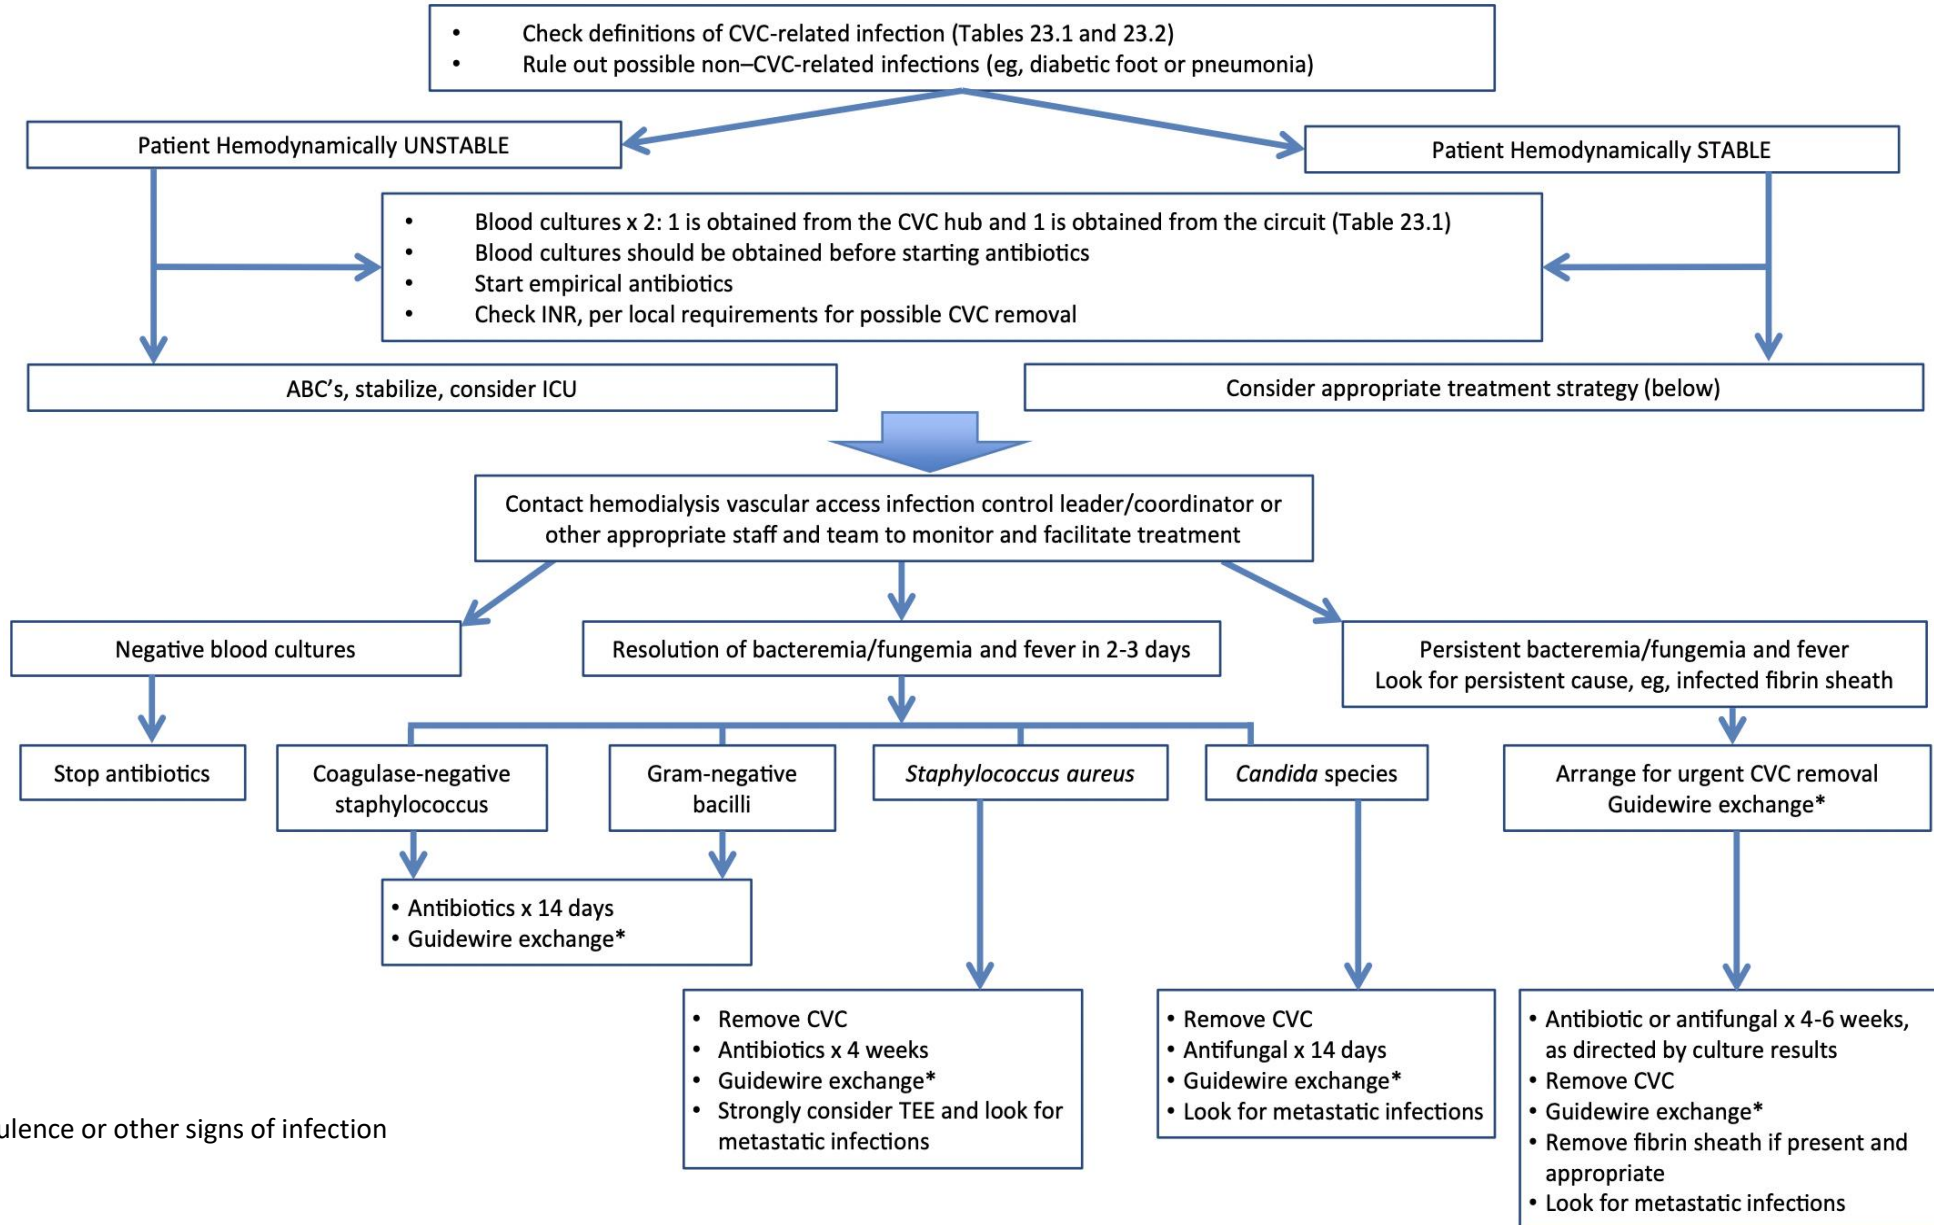 • Check definitions of CVC-related infection (Tables 23.1 and 23.2)
• Rule out possible non–CVC-related infections (eg, diabetic foot or pneumonia)
Patient Hemodynamically UNSTABLE
Patient Hemodynamically STABLE
• Blood cultures x 2: 1 is obtained from the CVC hub and 1 is obtained from the circuit (Table 23.1)
• Blood cultures should be obtained before starting antibiotics
• Start empirical antibiotics
• Check INR, per local requirements for possible CVC removal
ABC's, stabilize, consider ICU
Consider appropriate treatment strategy (below)
Contact hemodialysis vascular access infection control leader/coordinator or
other appropriate staff and team to monitor and facilitate treatment
Negative blood cultures
Resolution of bacteremia/fungemia and fever in 2-3 days
Persistent bacteremia/fungemia and fever
Look for persistent cause, eg, infected fibrin sheath
Stop antibiotics
Coagulase-negative
staphylococcus
Gram-negative
bacilli
Staphylococcus aureus
Candida species
Arrange for urgent CVC removal
Guidewire exchange*
• Antibiotics x 14 days
• Guidewire exchange*
• Remove CVC
• Antibiotics x 4 weeks
• Guidewire exchange*
• Strongly consider TEE and look for
metastatic infections
• Remove CVC
• Antifungal x 14 days
• Guidewire exchange*
• Look for metastatic infections
• Antibiotic or antifungal x 4-6 weeks,
as directed by culture results
• Remove CVC
• Guidewire exchange*
• Remove fibrin sheath if present and
appropriate
• Look for metastatic infections
or other signs of infection